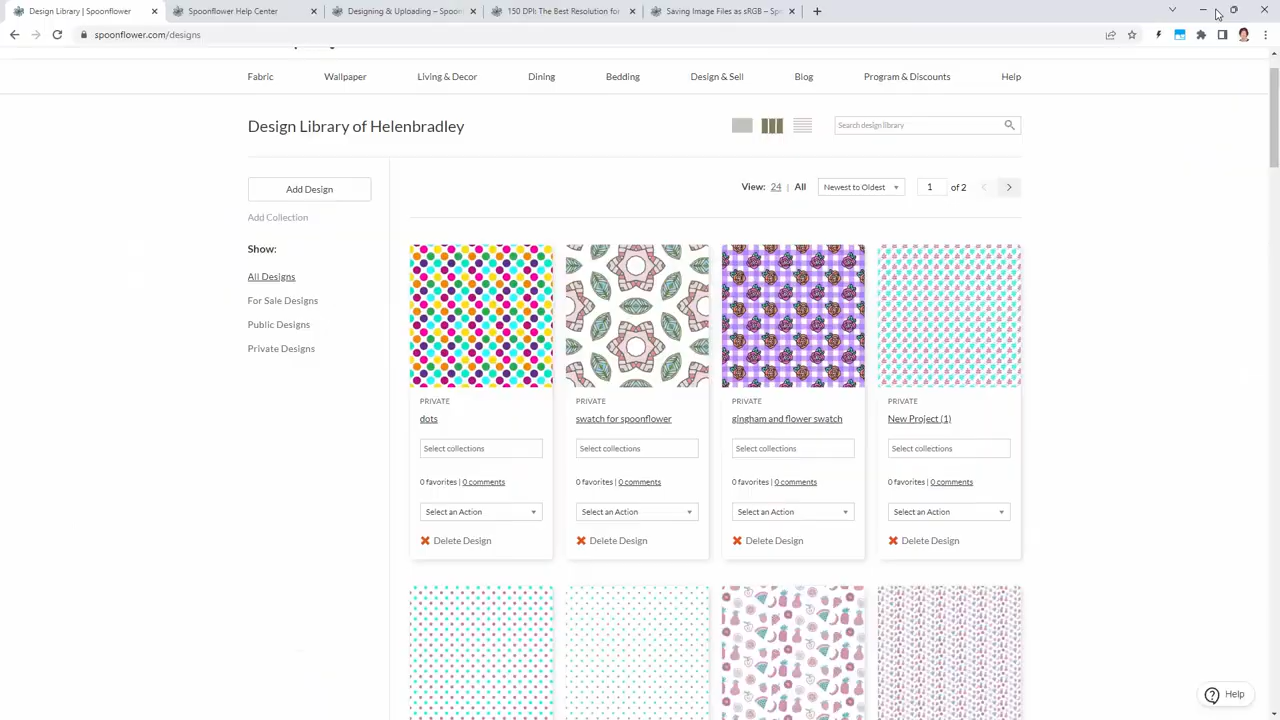 Design Library | Spoonflower
Spoonflower Help Center
Designing & Uploading – Spoonfl
150 DPI: The Best Resolution for
Saving Image Files as sRGB – Spo
spoonflower.com/designs
Fabric Wallpaper Living & Decor Dining Bedding Design & Sell Blog Program & Discounts Help
Design Library of Helenbradley
Search design library
Add Design
View: 24 | All Newest to Oldest 1 of 2
Add Collection
Show:
All Designs
For Sale Designs
Public Designs
Private Designs
PRIVATE PRIVATE PRIVATE PRIVATE
dots swatch for spoonflower gingham and flower swatch New Project (1)
Select collections Select collections Select collections Select collections
0 favorites | 0 comments 0 favorites | 0 comments 0 favorites | 0 comments 0 favorites | 0 comments
Select an Action Select an Action Select an Action Select an Action
Delete Design Delete Design Delete Design Delete Design
Help